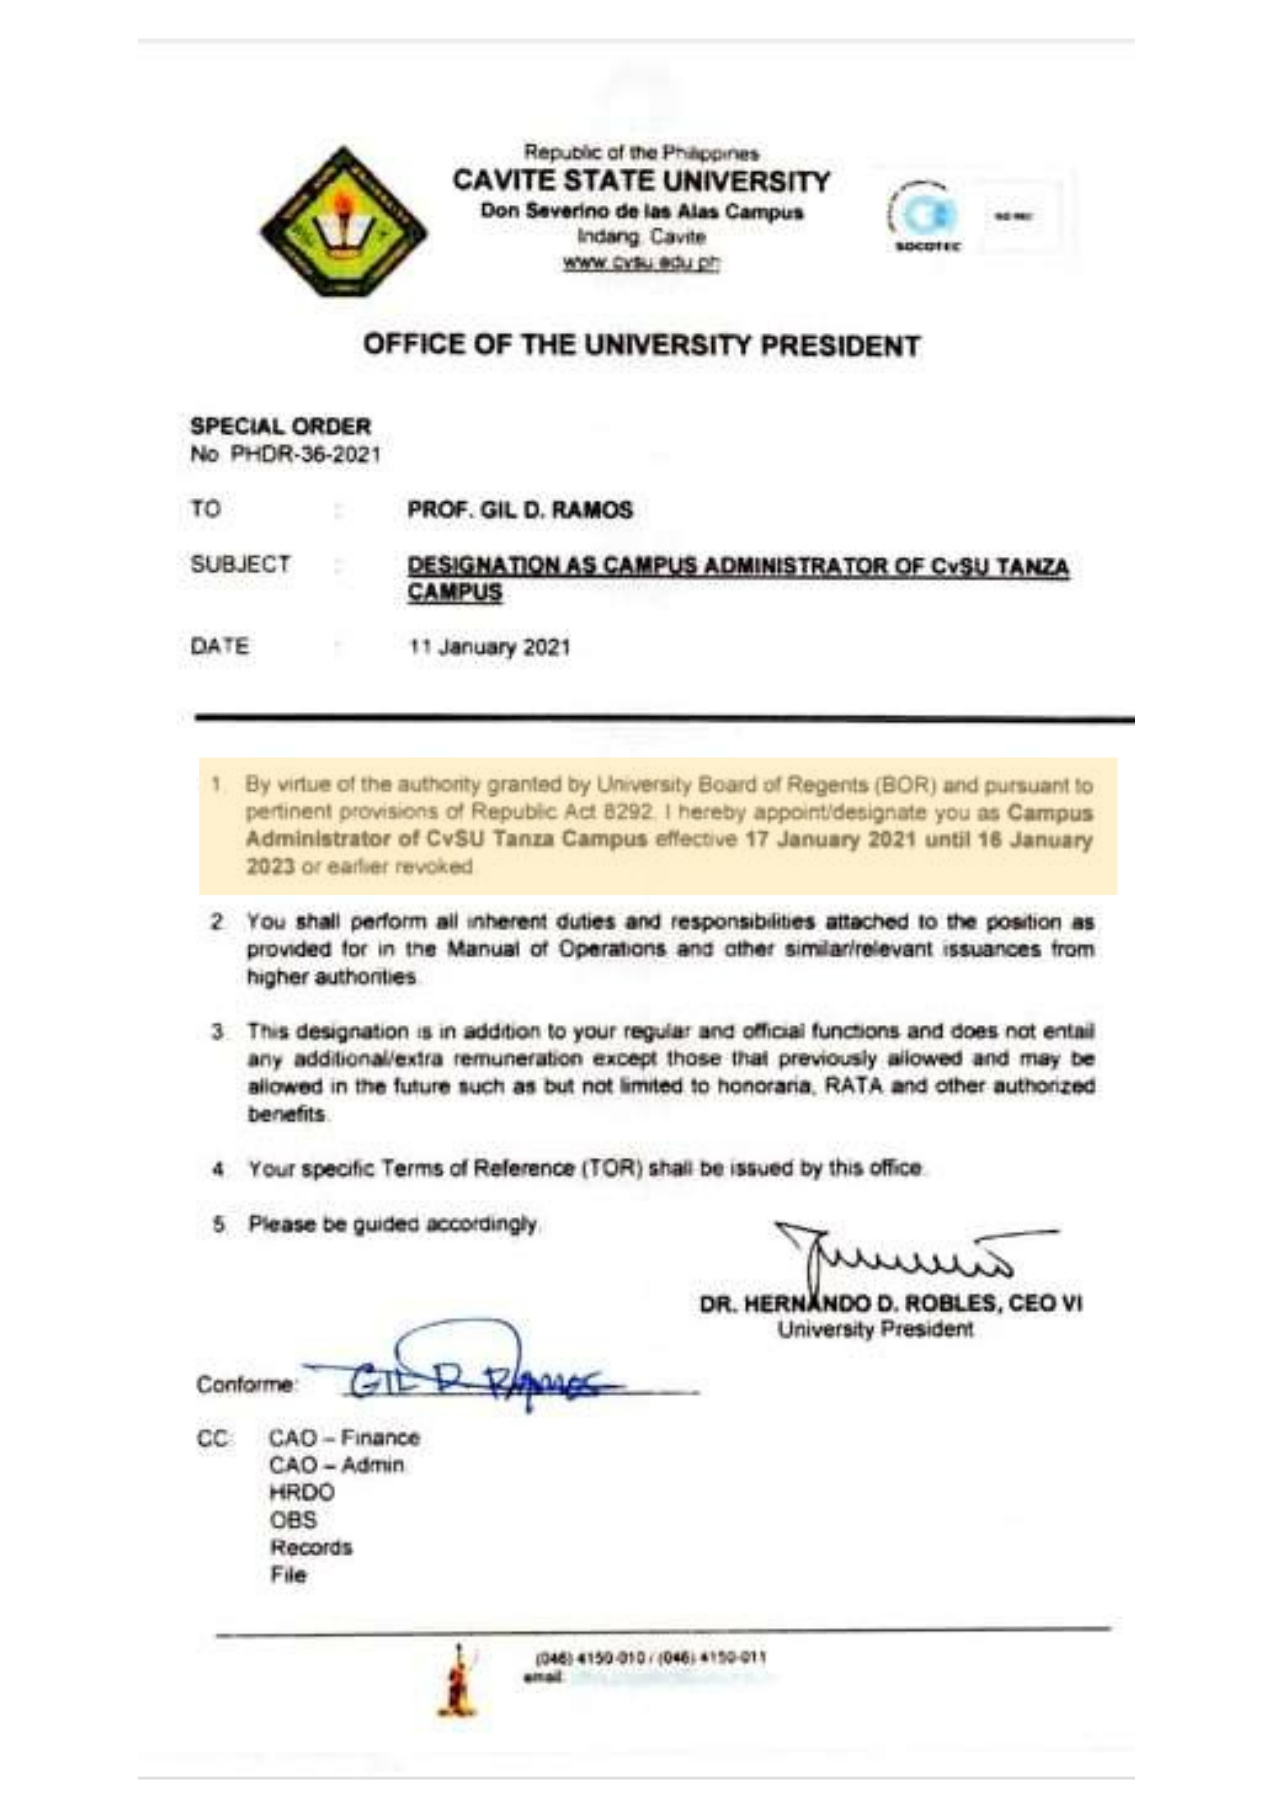 Republic of the Philippines
CAVITE STATE UNIVERSITY
Don Severino de las Alas Campus
Indang, Cavite
www.cvsu.edu.ph
SOCOTEC
OFFICE OF THE UNIVERSITY PRESIDENT
SPECIAL ORDER
No PHDR-36-2021
TO : PROF. GIL D. RAMOS
SUBJECT : DESIGNATION AS CAMPUS ADMINISTRATOR OF CvSU TANZA
CAMPUS
DATE : 11 January 2021
1. By virtue of the authority granted by University Board of Regents (BOR) and pursuant to
pertinent provisions of Republic Act 8292, I hereby appoint/designate you as Campus
Administrator of CvSU Tanza Campus effective 17 January 2021 until 16 January
2023 or earlier revoked.
2. You shall perform all inherent duties and responsibilities attached to the position as
provided for in the Manual of Operations and other similar/relevant issuances from
higher authorities.
3. This designation is in addition to your regular and official functions and does not entail
any additional/extra remuneration except those that previously allowed and may be
allowed in the future such as but not limited to honoraria, RATA and other authorized
benefits.
4. Your specific Terms of Reference (TOR) shall be issued by this office.
5. Please be guided accordingly.
DR. HERNANDO D. ROBLES, CEO VI
University President
Conforme: GIL D. RAMOS
CC: CAO – Finance
CAO – Admin
HRDO
OBS
Records
File
(046) 4150-010 / (046) 4150-011
email: